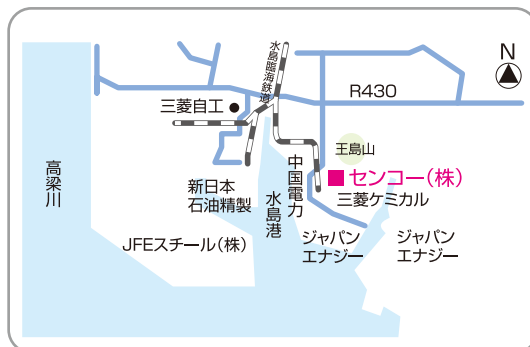 水島臨海鉄道
N
R430
三菱自工
王島山
高梁川
センコー(株)
中国電力
新日本
石油精製
水島港
三菱ケミカル
JFEスチール(株)
ジャパン
エナジー
ジャパン
エナジー